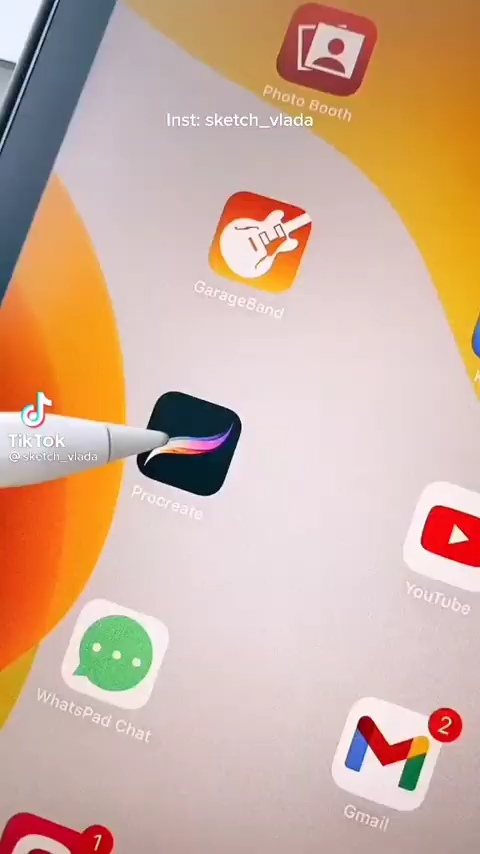 Photo Booth
Inst: sketch_vlada
GarageBand
TikTok
@sketch_vlada
Procreate
YouTube
WhatsPad Chat
2
Gmail
1